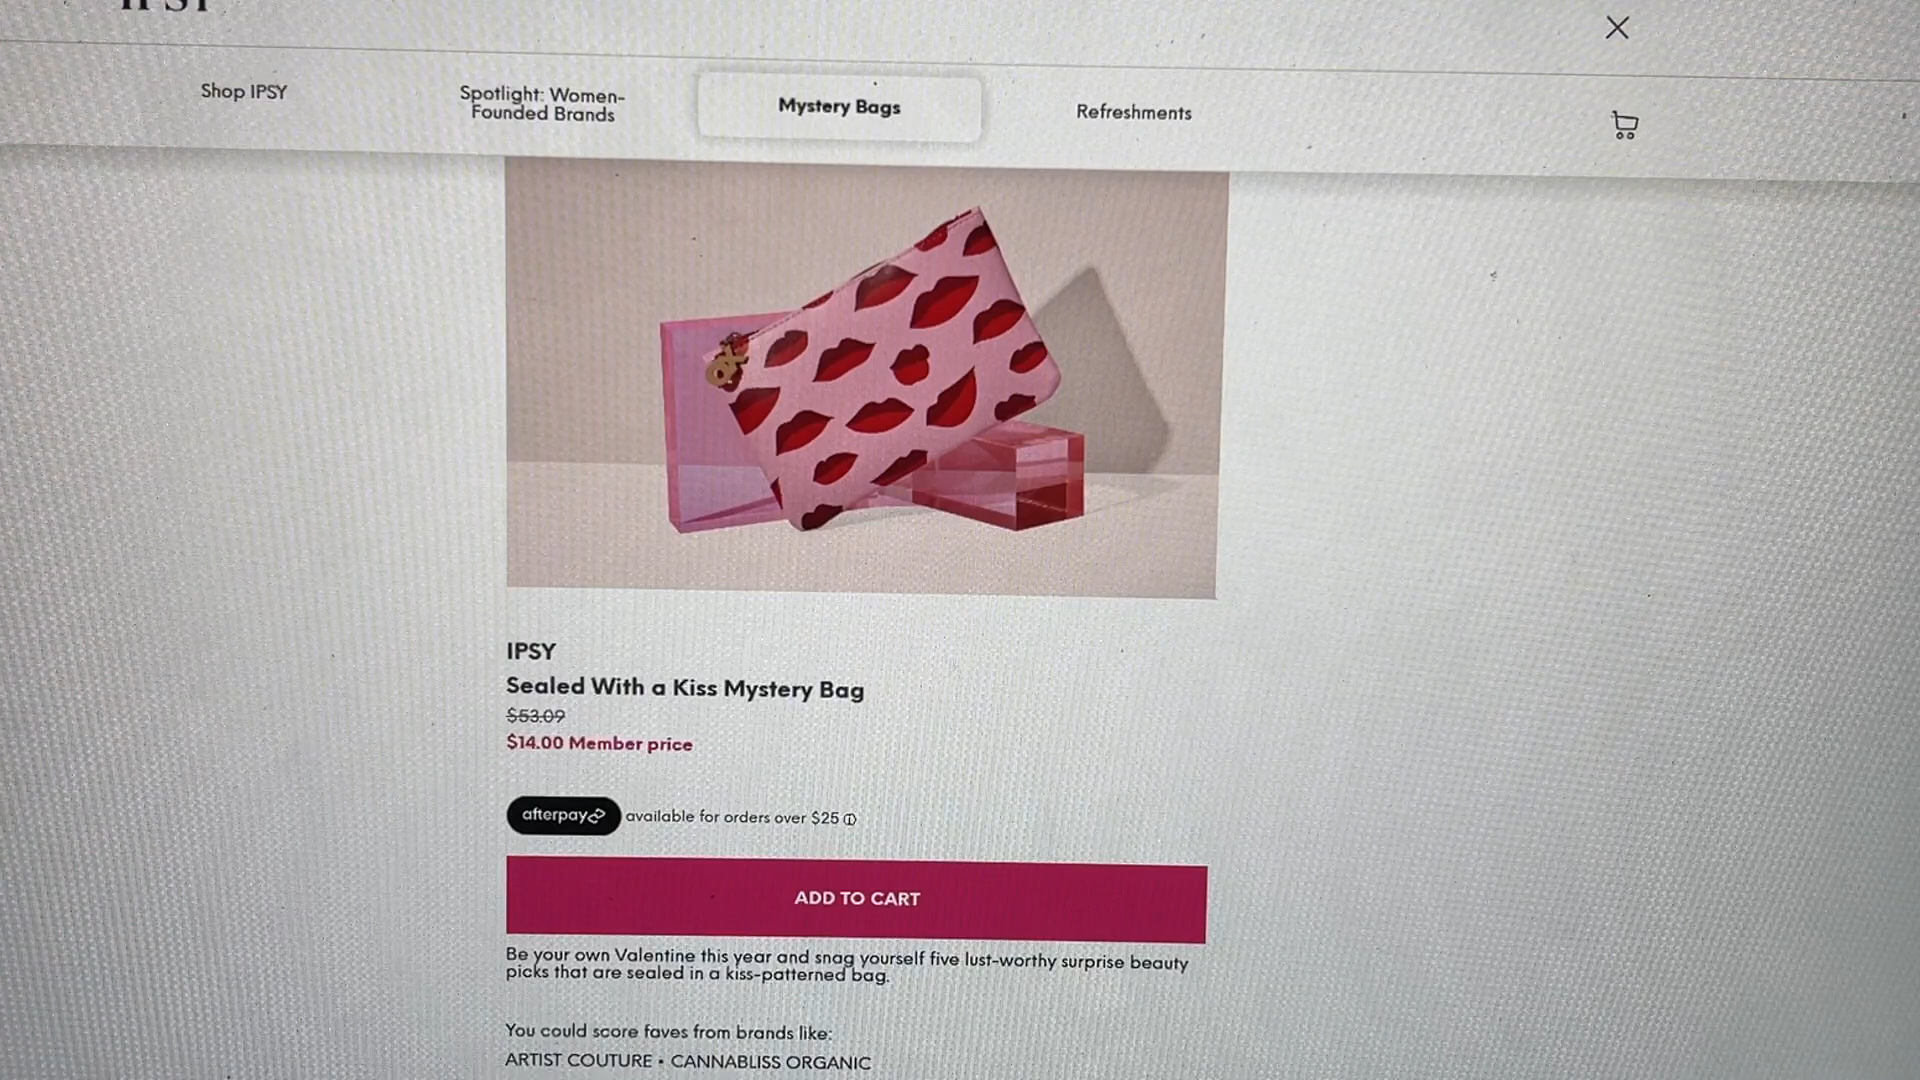 IPSY
Shop IPSY
Spotlight: Women-
Founded Brands
Mystery Bags
Refreshments
IPSY
Sealed With a Kiss Mystery Bag
$53.09
$14.00 Member price
afterpay available for orders over $25
ADD TO CART
Be your own Valentine this year and snag yourself five lust-worthy surprise beauty
picks that are sealed in a kiss-patterned bag.
You could score faves from brands like:
ARTIST COUTURE • CANNABLISS ORGANIC